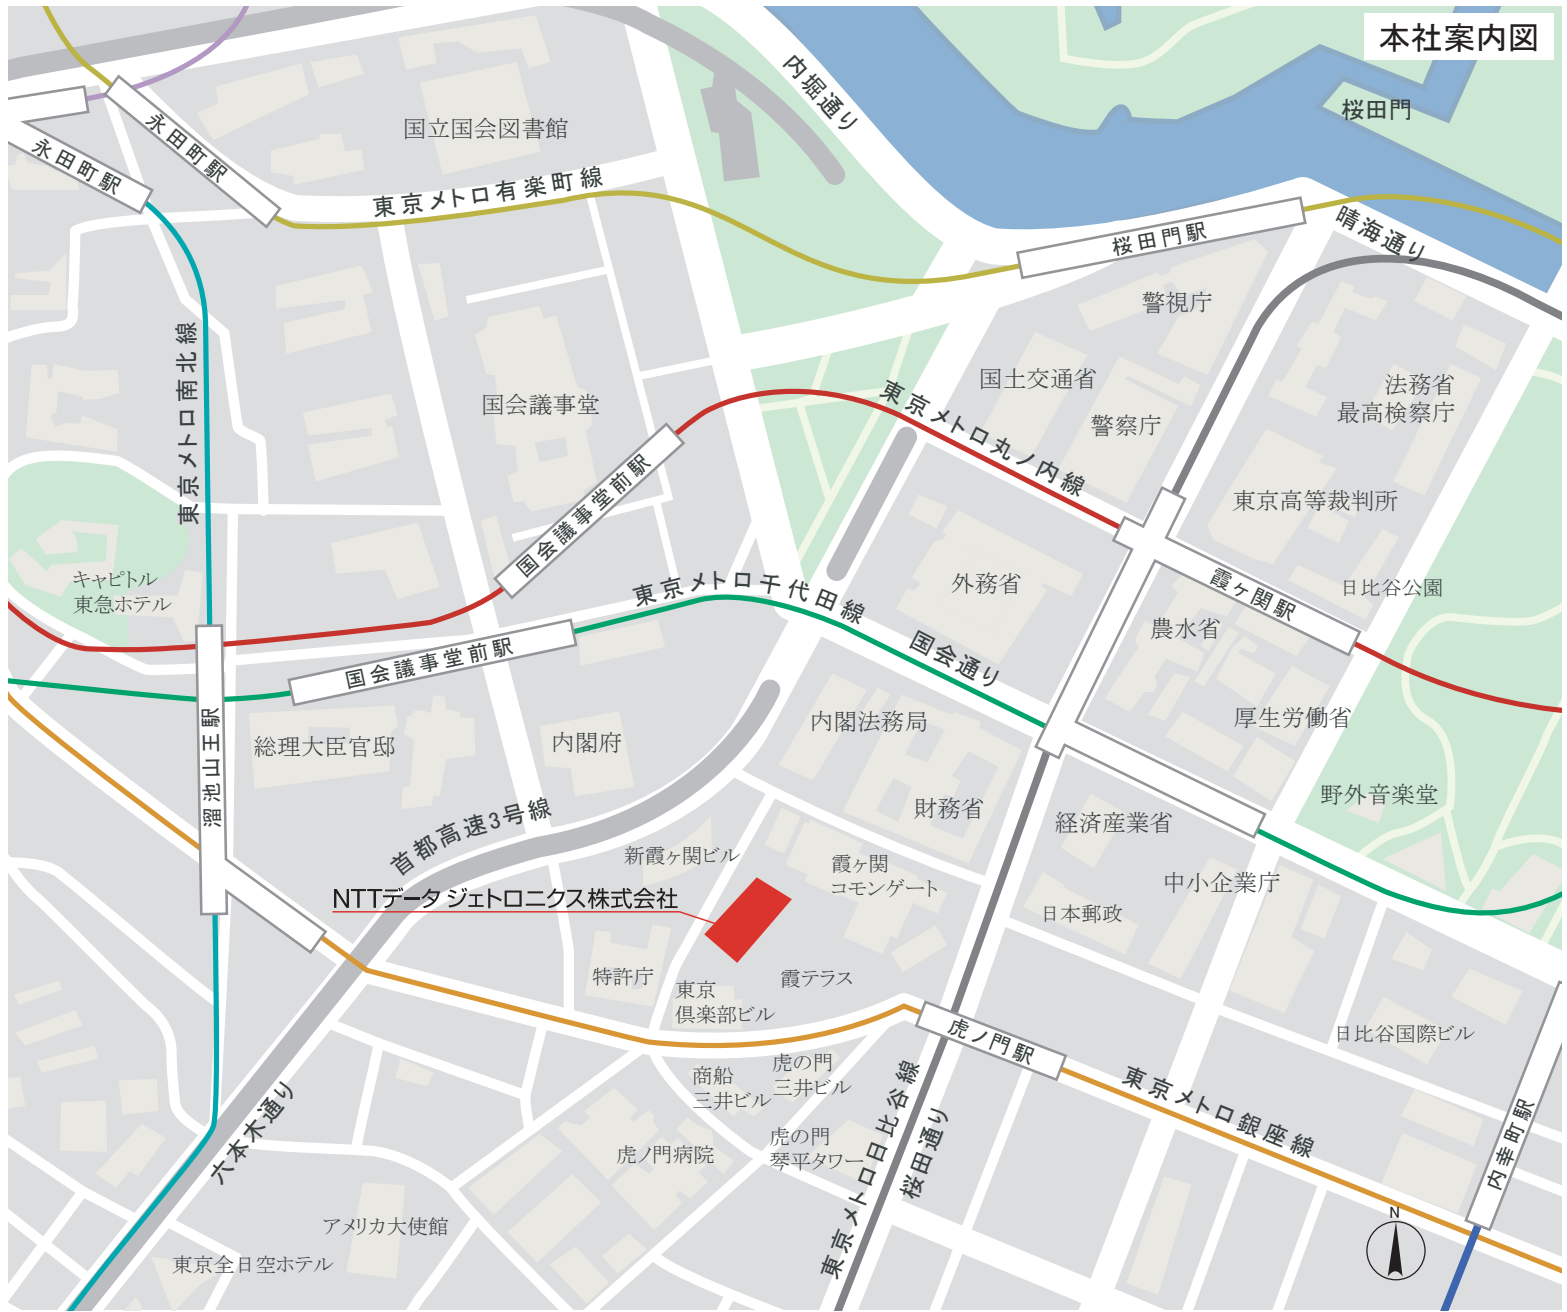 本社案内図
内堀通り
桜田門
国立国会図書館
永田町駅
永田町駅
東京メトロ有楽町線
桜田門駅
晴海通り
警視庁
東京メトロ南北線
国土交通省
法務省
最高検察庁
国会議事堂
東京メトロ丸ノ内線
警察庁
国会議事堂前駅
東京高等裁判所
キャピトル
東急ホテル
東京メトロ千代田線
外務省
霞ヶ関駅
日比谷公園
農水省
国会議事堂前駅
国会通り
溜池山王駅
総理大臣官邸
内閣府
内閣法務局
厚生労働省
財務省
経済産業省
野外音楽堂
首都高速3号線
新霞ヶ関ビル
霞ヶ関
コモンゲート
中小企業庁
NTTデータ ジェトロニクス株式会社
日本郵政
特許庁
東京
倶楽部ビル
霞テラス
虎ノ門駅
日比谷国際ビル
商船
三井ビル
虎の門
三井ビル
東京メトロ銀座線
六本木通り
虎ノ門病院
虎の門
琴平タワー
東京メトロ日比谷線
桜田通り
内幸町駅
アメリカ大使館
東京全日空ホテル
N